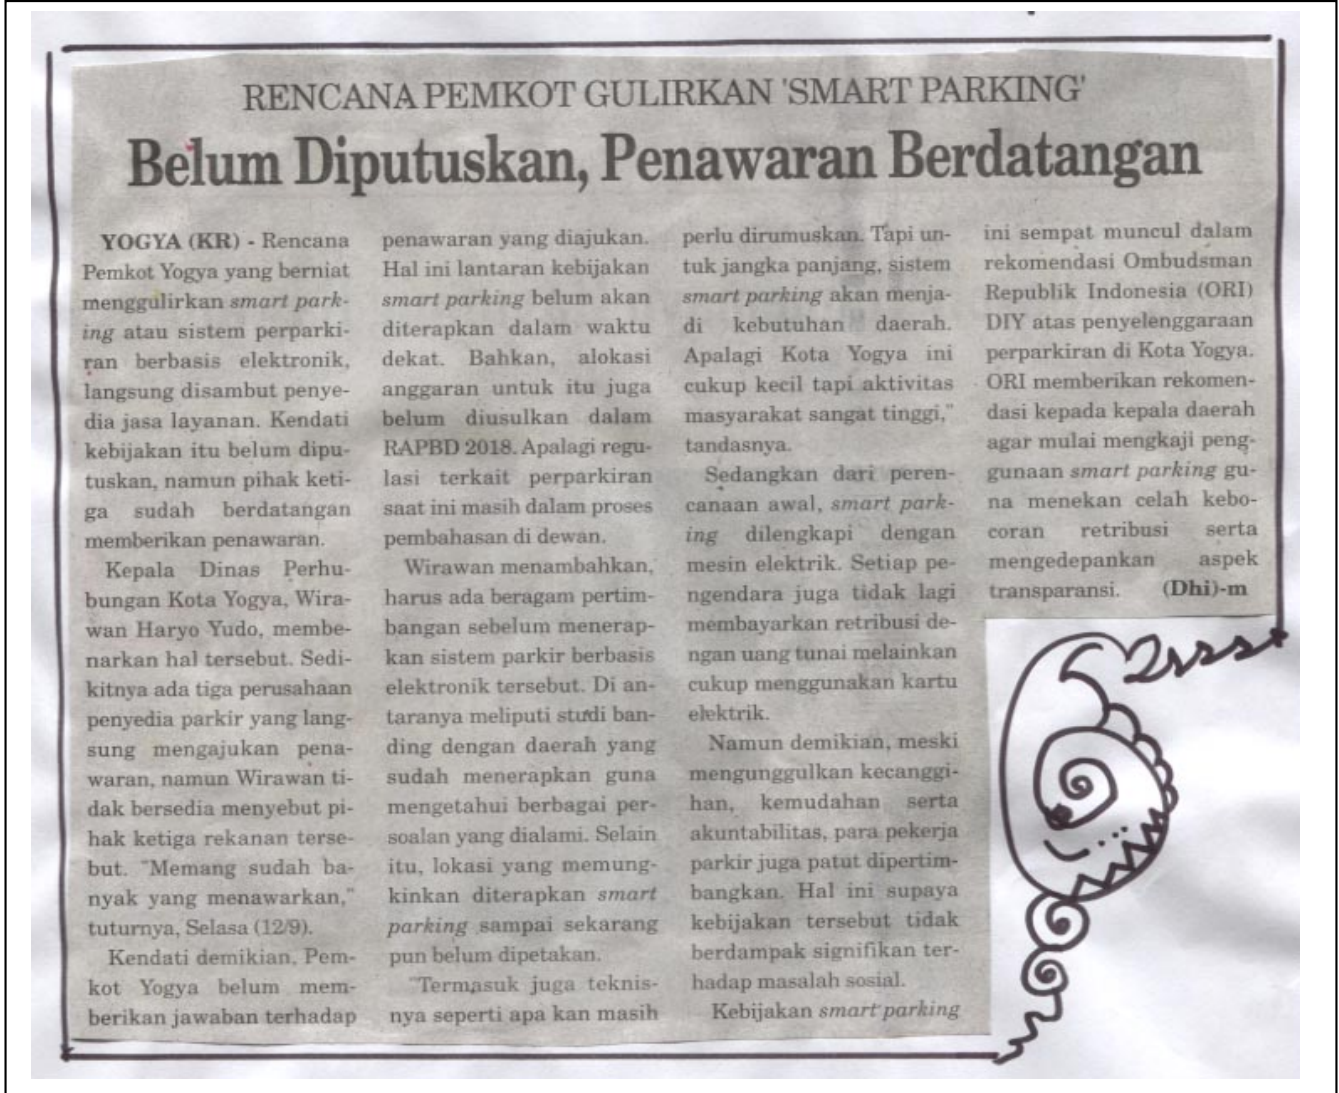 RENCANA PEMKOT GULIRKAN 'SMART PARKING'
Belum Diputuskan, Penawaran Berdatangan
YOGYA (KR) - Rencana
Pemkot Yogya yang berniat
menggulirkan smart park-
ing atau sistem perparki-
ran berbasis elektronik,
langsung disambut penye-
dia jasa layanan. Kendati
kebijakan itu belum dipu-
tuskan, namun pihak keti-
ga sudah berdatangan
memberikan penawaran.
Kepala Dinas Perhu-
bungan Kota Yogya, Wira-
wan Haryo Yudo, membe-
narkan hal tersebut. Sedi-
kitnya ada tiga perusahaan
penyedia parkir yang lang-
sung mengajukan pena-
waran, namun Wirawan ti-
dak bersedia menyebut pi-
hak ketiga rekanan terse-
but. "Memang sudah ba-
nyak yang menawarkan,"
tuturnya, Selasa (12/9).
Kendati demikian, Pem-
kot Yogya belum mem-
berikan jawaban terhadap
penawaran yang diajukan.
Hal ini lantaran kebijakan
smart parking belum akan
diterapkan dalam waktu
dekat. Bahkan, alokasi
anggaran untuk itu juga
belum diusulkan dalam
RAPBD 2018. Apalagi regu-
lasi terkait perparkiran
saat ini masih dalam proses
pembahasan di dewan.
Wirawan menambahkan,
harus ada beragam pertim-
bangan sebelum menerap-
kan sistem parkir berbasis
elektronik tersebut. Di an-
taranya meliputi studi ban-
ding dengan daerah yang
sudah menerapkan guna
mengetahui berbagai per-
soalan yang dialami. Selain
itu, lokasi yang memung-
kinkan diterapkan smart
parking sampai sekarang
pun belum dipetakan.
"Termasuk juga teknis-
nya seperti apa kan masih
perlu dirumuskan. Tapi un-
tuk jangka panjang, sistem
smart parking akan menja-
di kebutuhan daerah.
Apalagi Kota Yogya ini
cukup kecil tapi aktivitas
masyarakat sangat tinggi,"
tandasnya.
Sedangkan dari peren-
canaan awal, smart park-
ing dilengkapi dengan
mesin elektrik. Setiap pe-
ngendara juga tidak lagi
membayarkan retribusi de-
ngan uang tunai melainkan
cukup menggunakan kartu
elektrik.
Namun demikian, meski
mengunggulkan kecanggi-
han, kemudahan serta
akuntabilitas, para pekerja
parkir juga patut dipertim-
bangkan. Hal ini supaya
kebijakan tersebut tidak
berdampak signifikan ter-
hadap masalah sosial.
Kebijakan smart parking
ini sempat muncul dalam
rekomendasi Ombudsman
Republik Indonesia (ORI)
DIY atas penyelenggaraan
perparkiran di Kota Yogya.
ORI memberikan rekomen-
dasi kepada kepala daerah
agar mulai mengkaji peng-
gunaan smart parking gu-
na menekan celah kebo-
coran retribusi serta
mengedepankan aspek
transparansi. (Dhi)-m